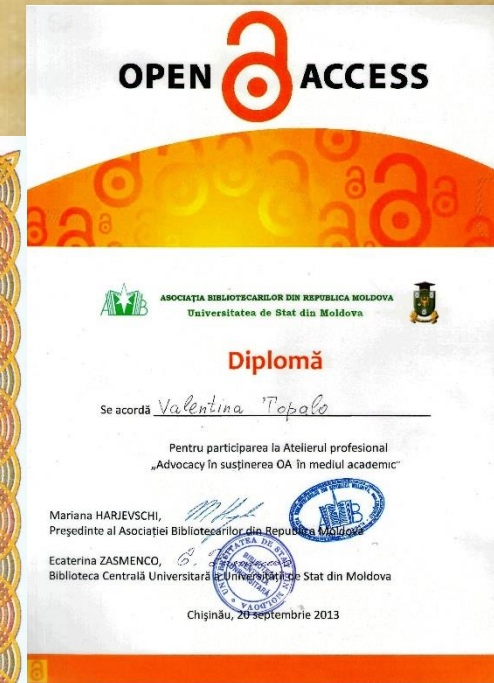 OPEN ACCESS
ASOCIAȚIA BIBLIOTECARILOR DIN REPUBLICA MOLDOVA
Universitatea de Stat din Moldova
Diplomă
Se acordă Valentina Topalo
Pentru participarea la Atelierul profesional
„Advocacy în susținerea OA în mediul academic"
Mariana HARJEVSCHI,
Președinte al Asociației Bibliotecarilor din Republica Moldova
Ecaterina ZASMENCO,
Biblioteca Centrală Universitară a Universității de Stat din Moldova
Chișinău, 20 septembrie 2013